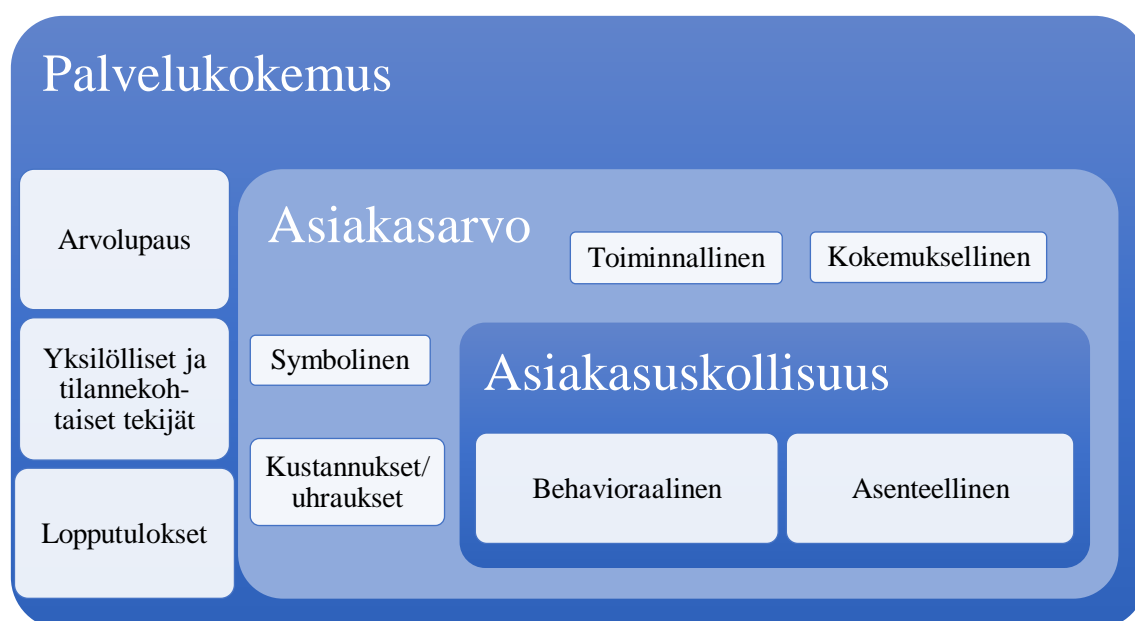 Palvelukokemus
Arvolupaus
Yksilölliset ja
tilannekoh-
taiset tekijät
Lopputulokset
Asiakasarvo
Toiminnallinen
Kokemuksellinen
Symbolinen
Kustannukset/
uhraukset
Asiakasuskollisuus
Behavioraalinen
Asenteellinen